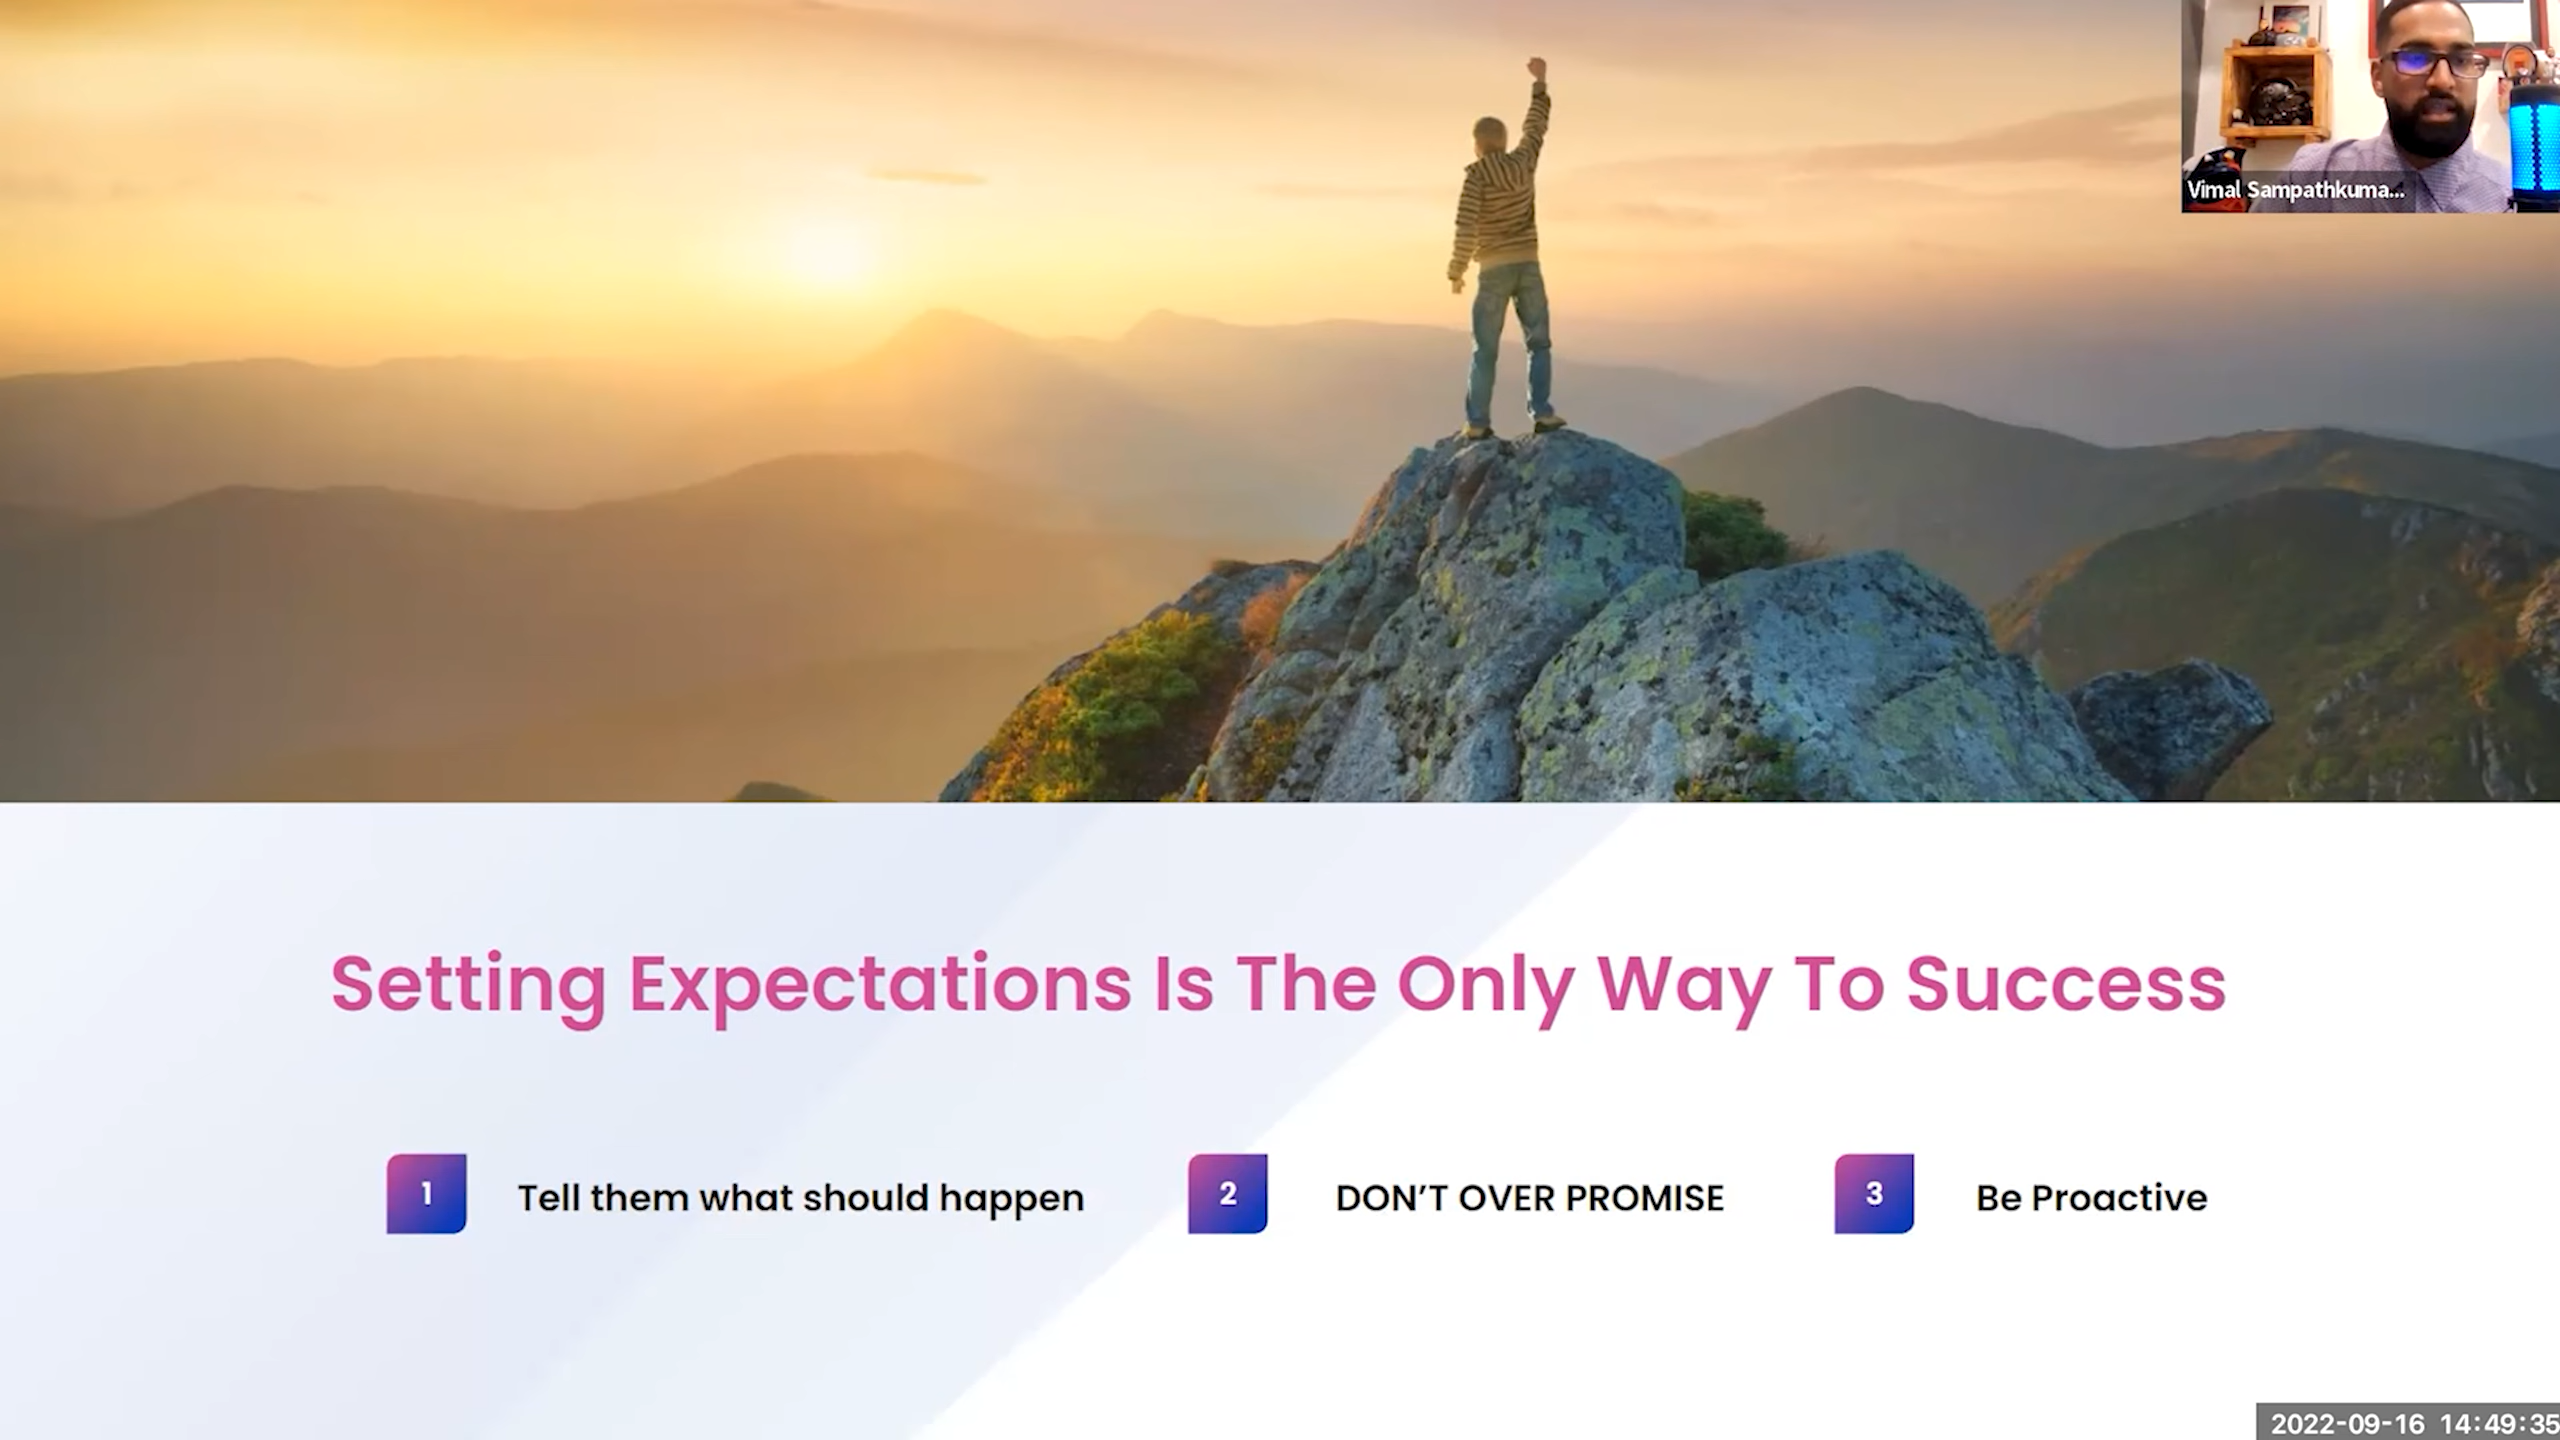 Vimal Sampathkuma...
Setting Expectations Is The Only Way To Success
1 Tell them what should happen
2 DON’T OVER PROMISE
3 Be Proactive
2022-09-16 14:49:35